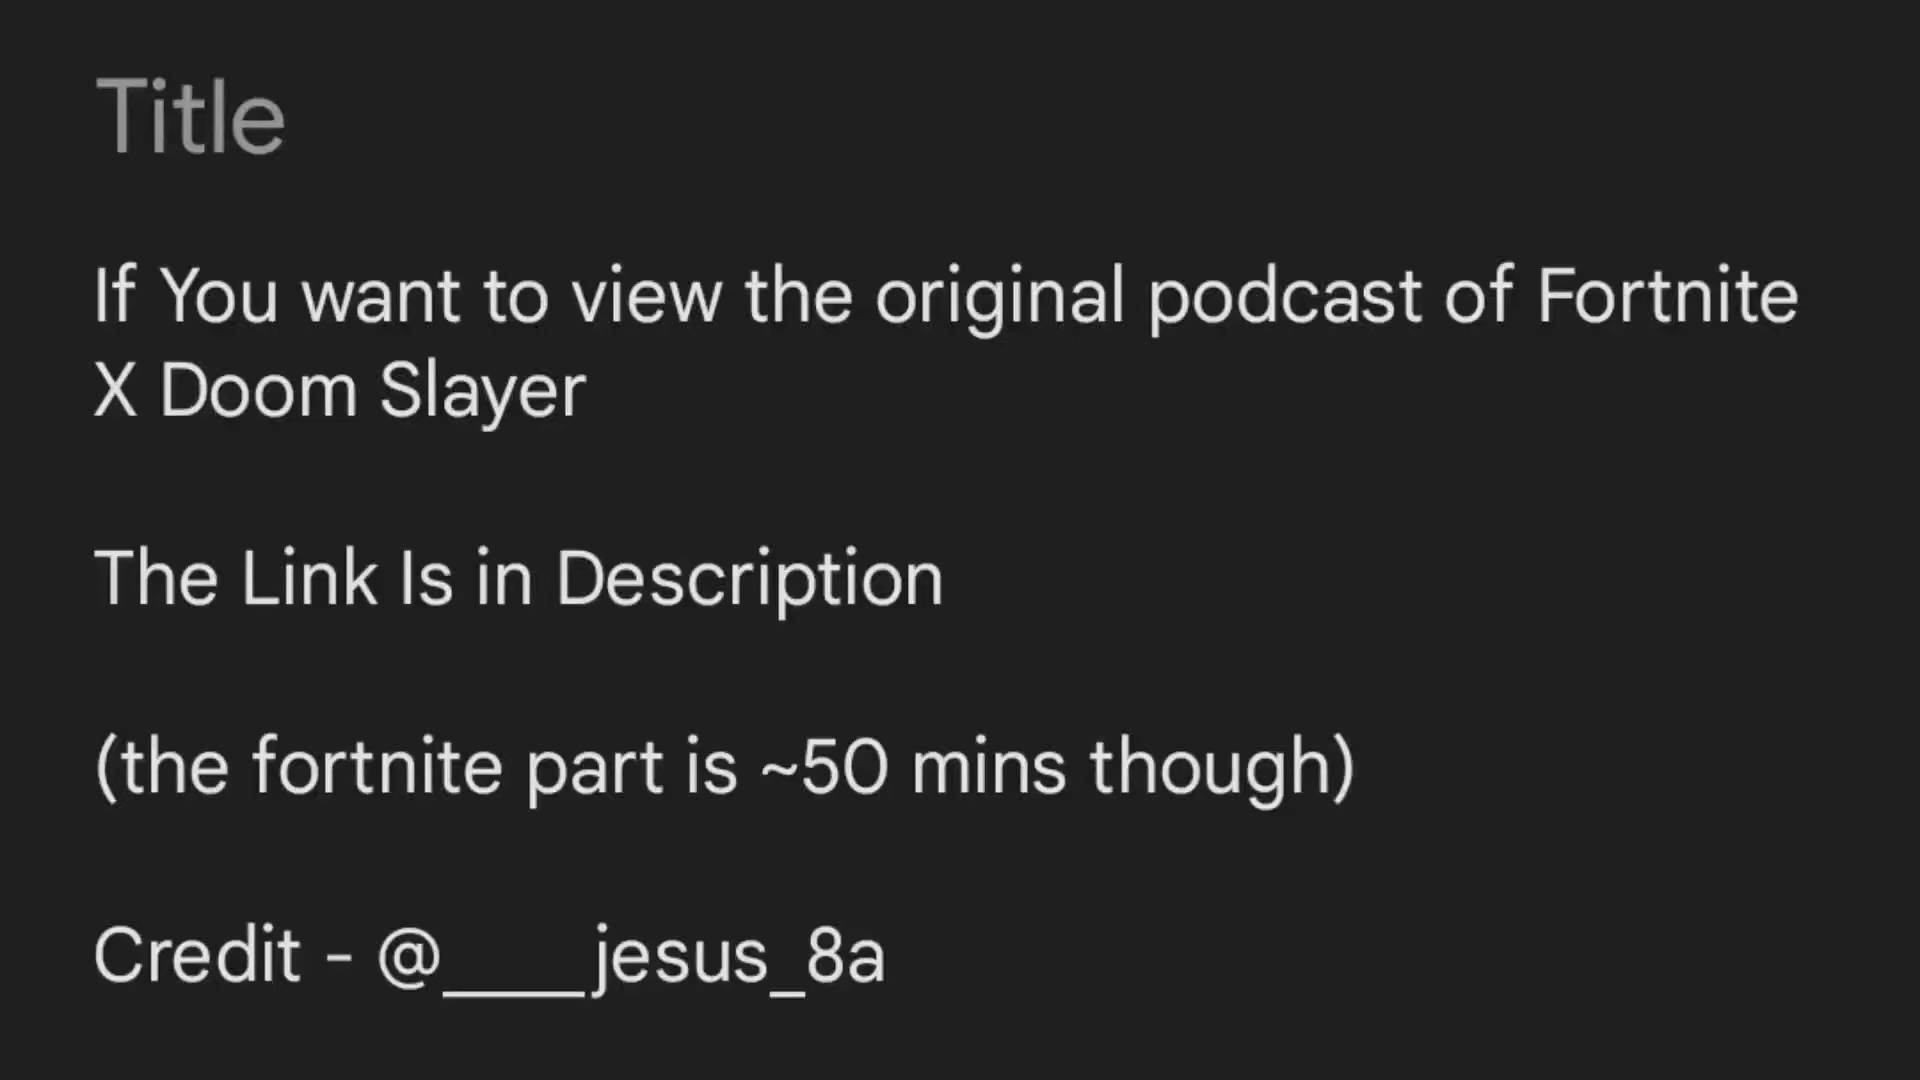 Title
If You want to view the original podcast of Fortnite
X Doom Slayer
The Link Is in Description
(the fortnite part is ~50 mins though)
Credit - @____jesus_8a